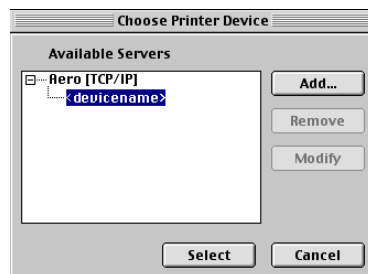 Choose Printer Device
Available Servers
Aero [TCP/IP]
<devicename>
Add...
Remove
Modify
Select
Cancel